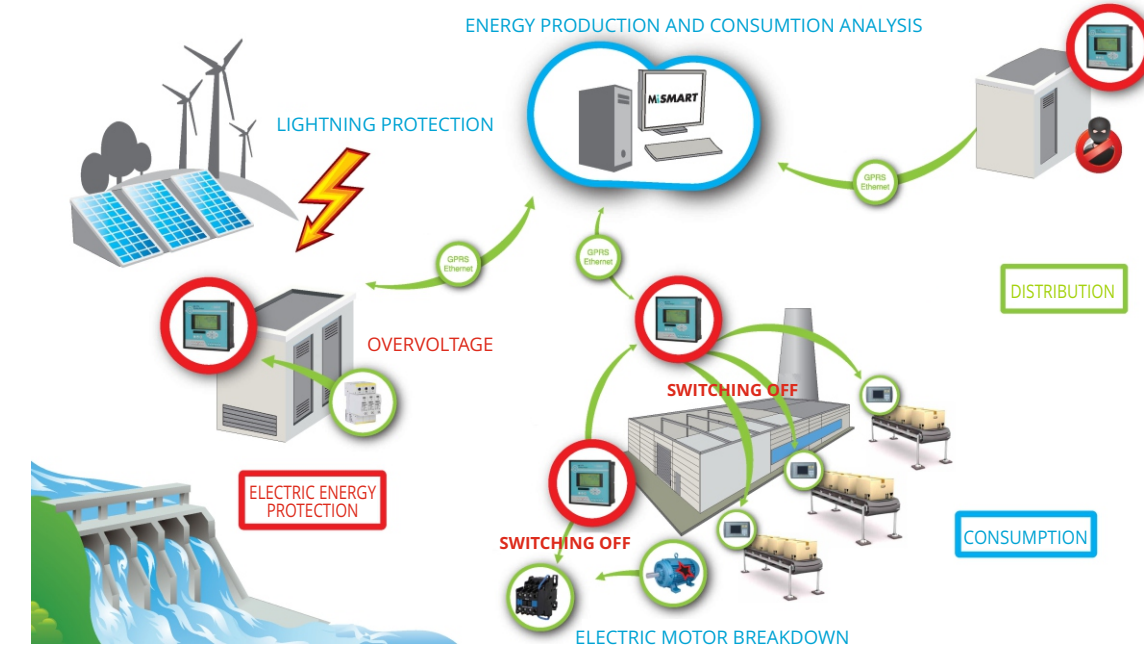 ENERGY PRODUCTION AND CONSUMTION ANALYSIS
MiSMART
LIGHTNING PROTECTION
GPRS
Ethernet
GPRS
Ethernet
GPRS
Ethernet
DISTRIBUTION
OVERVOLTAGE
SWITCHING OFF
ELECTRIC ENERGY
PROTECTION
CONSUMPTION
SWITCHING OFF
ELECTRIC MOTOR BREAKDOWN